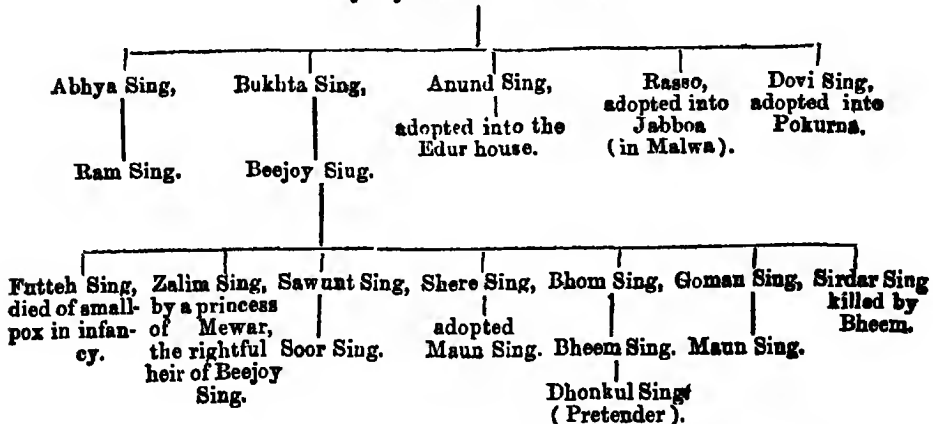 Abhya Sing,
Bukhta Sing,
Anund Sing,
adopted into the
Edur house.
Rasso,
adopted into
Jabboa
(in Malwa).
Dovi Sing,
adopted into
Pokurna.
Ram Sing.
Beejoy Sing.
Futteh Sing,
died of small-
pox in infan-
cy.
Zalim Sing,
by a princess
of Mewar,
the rightful
heir of Beejoy
Sing.
Sawunt Sing,
Soor Sing.
Shere Sing,
adopted
Maun Sing.
Bhom Sing,
Bheem Sing.
Dhonkul Sing
(Pretender).
Goman Sing,
Maun Sing.
Sirdar Sing
killed by
Bheem.